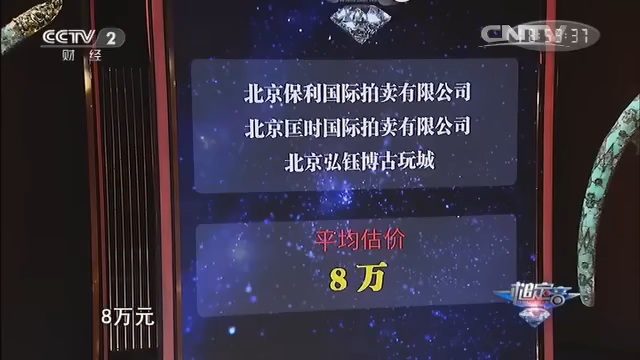 CCTV 2
财 经
CNTV
北京保利国际拍卖有限公司
北京匡时国际拍卖有限公司
北京弘钰博古玩城
平均估价
8万
8万元